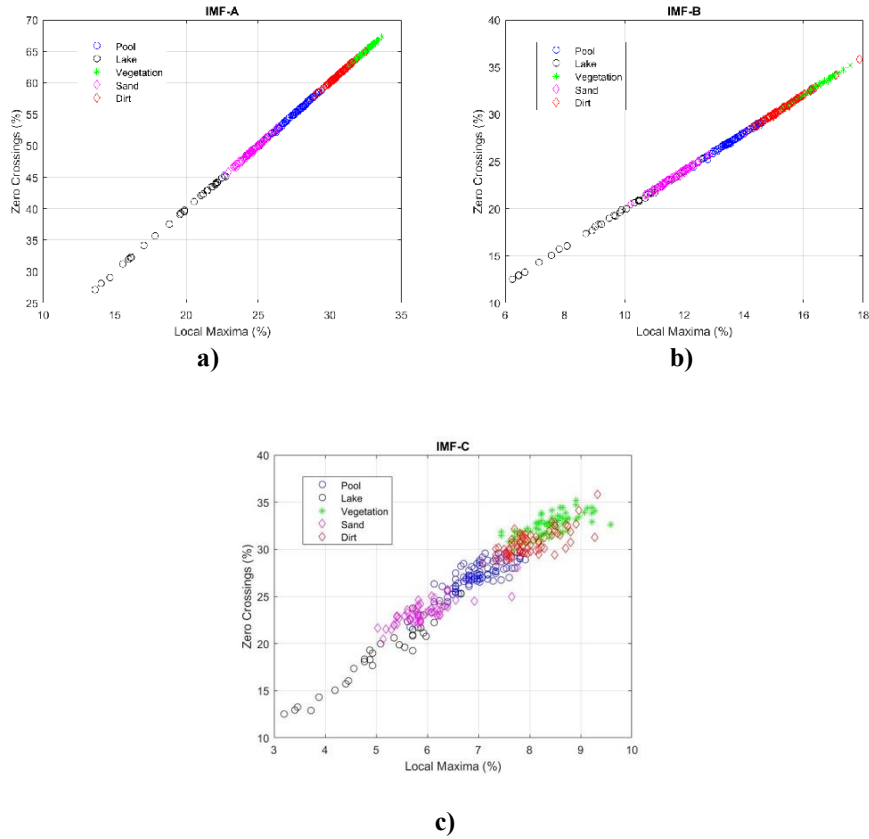 IMF-A
70
65
60
55
50
45
40
35
30
25
Zero Crossings (%)
Pool
Lake
Vegetation
Sand
Dirt
10 15 20 25 30 35
Local Maxima (%)
a)
IMF-B
40
35
30
25
20
15
10
Zero Crossings (%)
Pool
Lake
Vegetation
Sand
Dirt
6 8 10 12 14 16 18
Local Maxima (%)
b)
IMF-C
40
35
30
25
20
15
10
Zero Crossings (%)
Pool
Lake
Vegetation
Sand
Dirt
3 4 5 6 7 8 9 10
Local Maxima (%)
c)